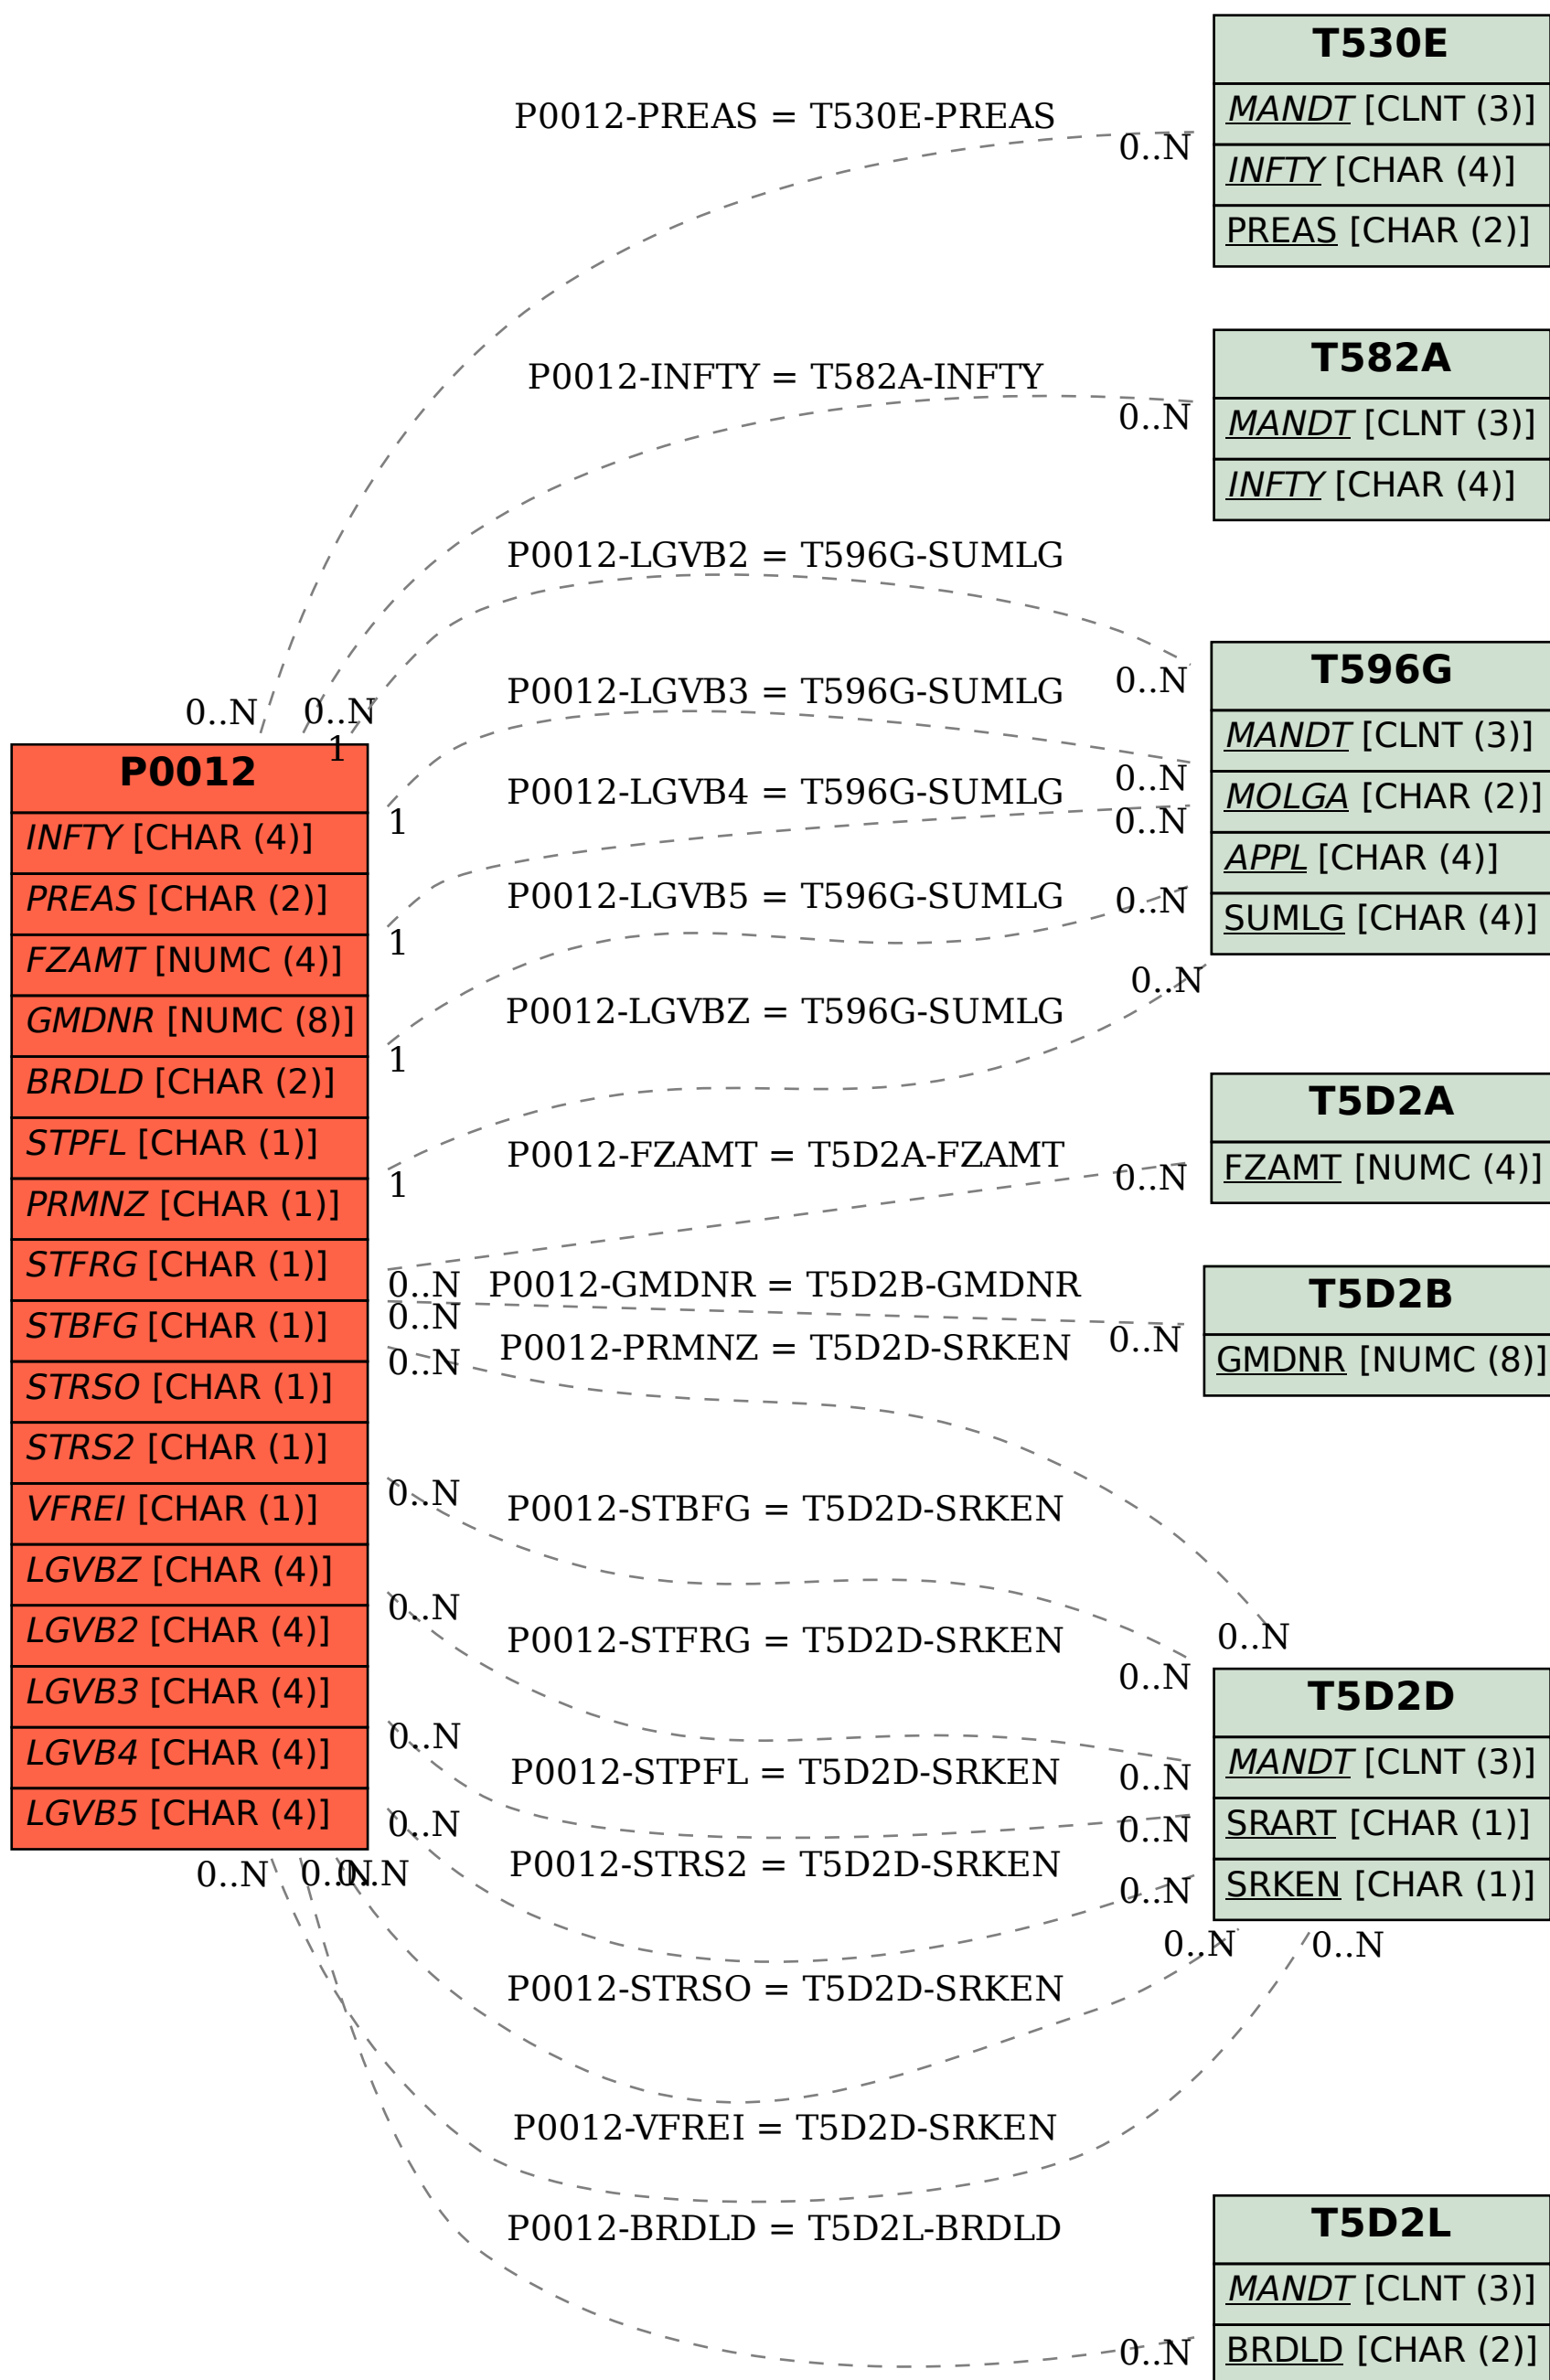 T530E
MANDT [CLNT (3)]
INFTY [CHAR (4)]
PREAS [CHAR (2)]
P0012-PREAS = T530E-PREAS
0..N
0..N
T582A
MANDT [CLNT (3)]
INFTY [CHAR (4)]
P0012-INFTY = T582A-INFTY
0..N
0..N
P0012-LGVB2 = T596G-SUMLG
0..N
1
P0012-LGVB3 = T596G-SUMLG
0..N
1
P0012-LGVB4 = T596G-SUMLG
0..N
1
P0012-LGVB5 = T596G-SUMLG
0..N
1
P0012-LGVBZ = T596G-SUMLG
0..N
1
T596G
MANDT [CLNT (3)]
MOLGA [CHAR (2)]
APPL [CHAR (4)]
SUMLG [CHAR (4)]
P0012
INFTY [CHAR (4)]
PREAS [CHAR (2)]
FZAMT [NUMC (4)]
GMDNR [NUMC (8)]
BRDLD [CHAR (2)]
STPFL [CHAR (1)]
PRMNZ [CHAR (1)]
STFRG [CHAR (1)]
STBFG [CHAR (1)]
STRSO [CHAR (1)]
STRS2 [CHAR (1)]
VFREI [CHAR (1)]
LGVBZ [CHAR (4)]
LGVB2 [CHAR (4)]
LGVB3 [CHAR (4)]
LGVB4 [CHAR (4)]
LGVB5 [CHAR (4)]
P0012-FZAMT = T5D2A-FZAMT
0..N
0..N
T5D2A
FZAMT [NUMC (4)]
P0012-GMDNR = T5D2B-GMDNR
0..N
0..N
T5D2B
GMDNR [NUMC (8)]
P0012-PRMNZ = T5D2D-SRKEN
0..N
0..N
P0012-STBFG = T5D2D-SRKEN
0..N
0..N
P0012-STFRG = T5D2D-SRKEN
0..N
0..N
P0012-STPFL = T5D2D-SRKEN
0..N
0..N
P0012-STRS2 = T5D2D-SRKEN
0..N
0..N
P0012-STRSO = T5D2D-SRKEN
0..N
0..N
P0012-VFREI = T5D2D-SRKEN
0..N
0..N
T5D2D
MANDT [CLNT (3)]
SRART [CHAR (1)]
SRKEN [CHAR (1)]
P0012-BRDLD = T5D2L-BRDLD
0..N
0..N
T5D2L
MANDT [CLNT (3)]
BRDLD [CHAR (2)]